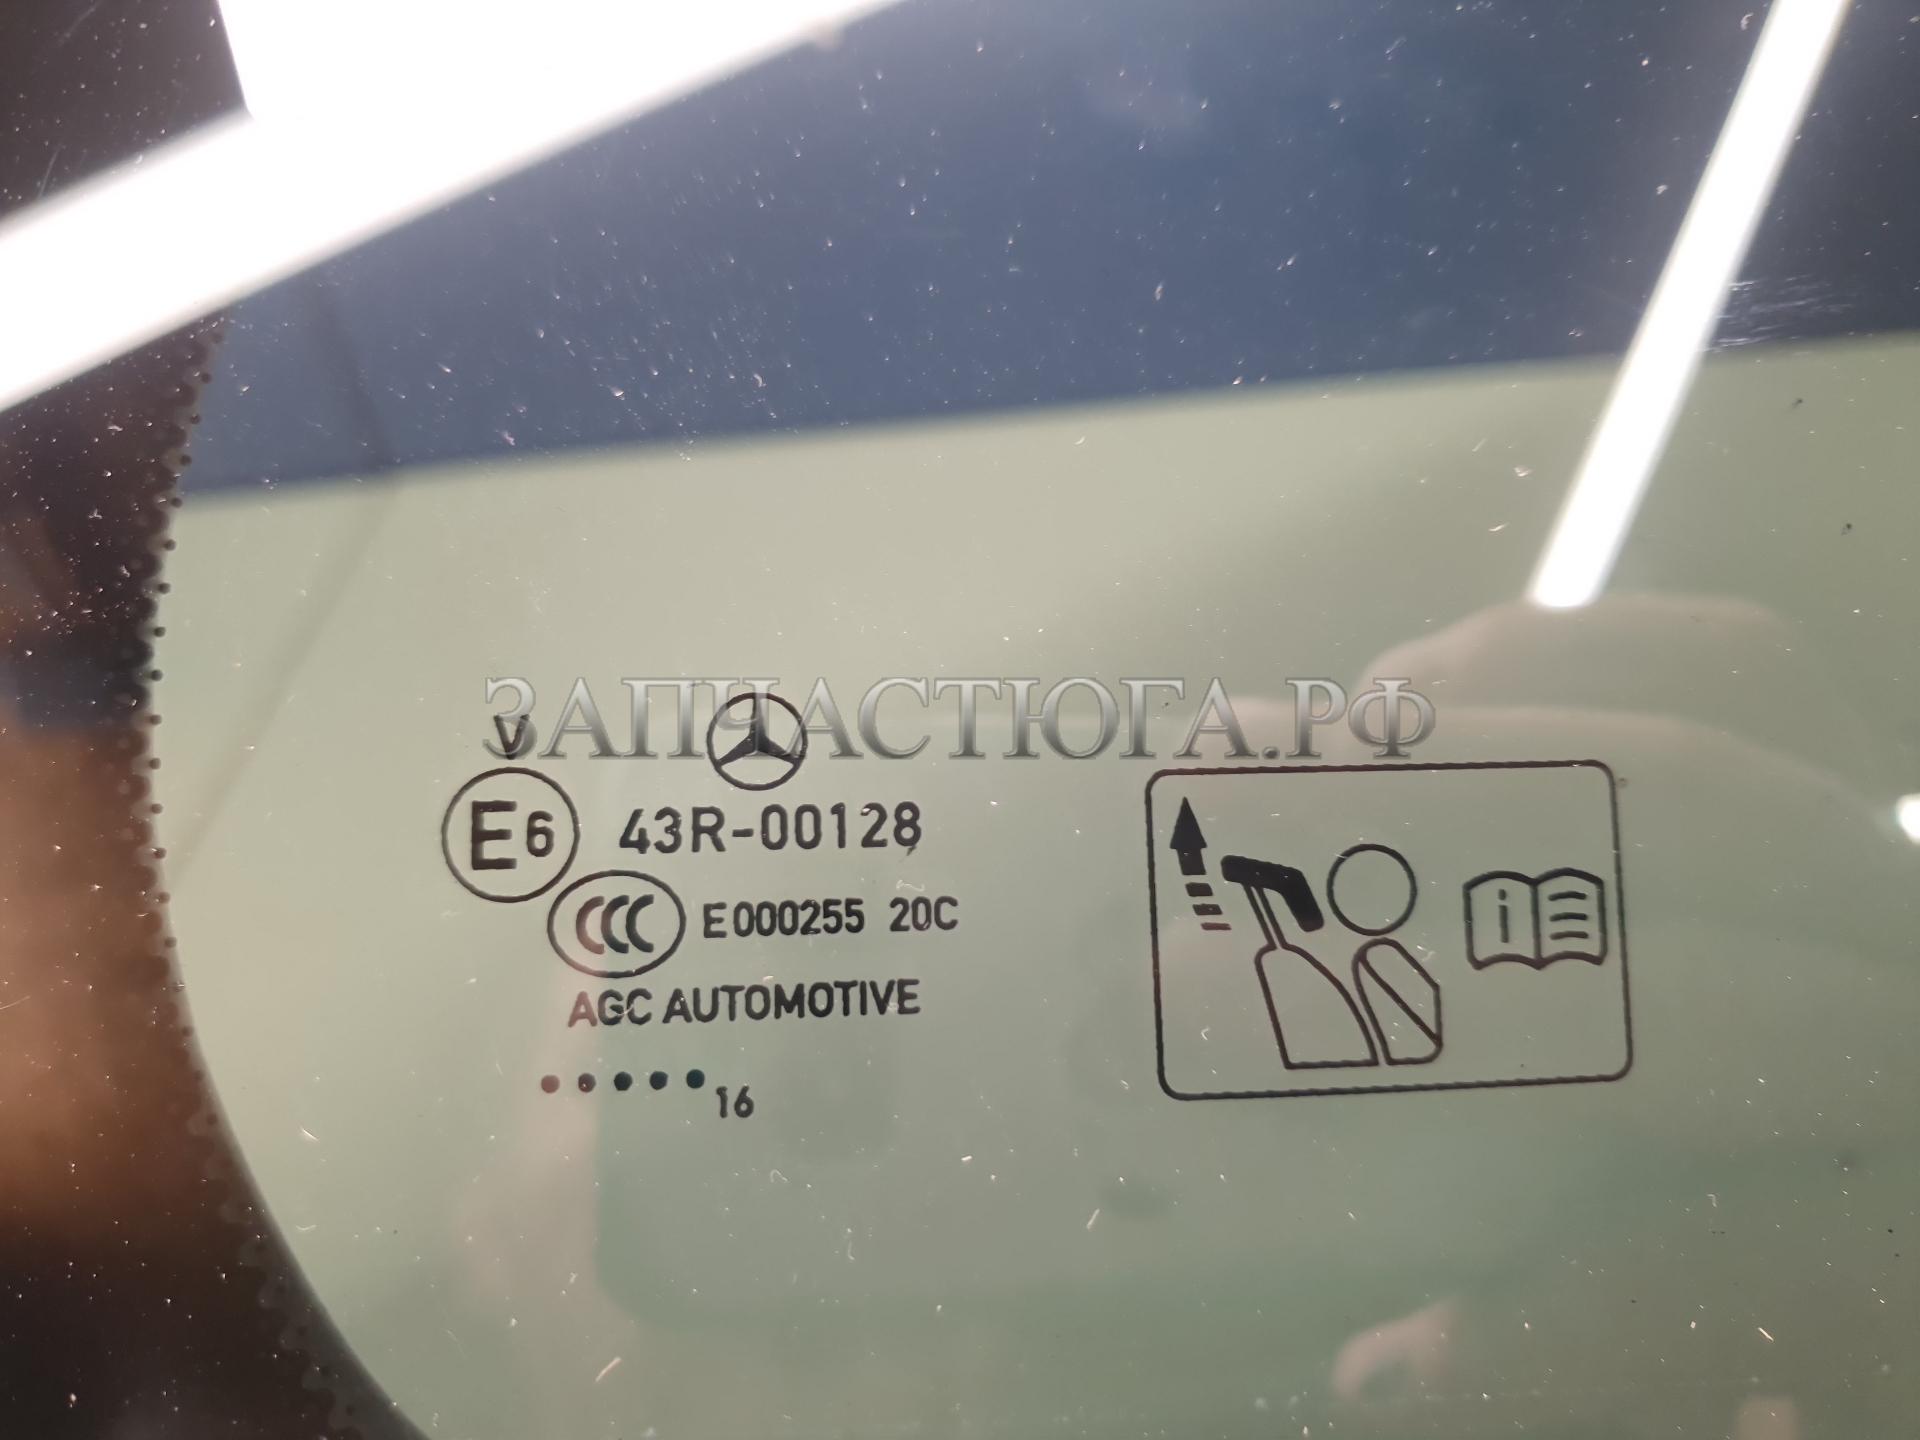 ЗАПЧАСТЮГА.РФ
V
E6 43R-00128
CCC E000255 20C
AGC AUTOMOTIVE
•••••16
i